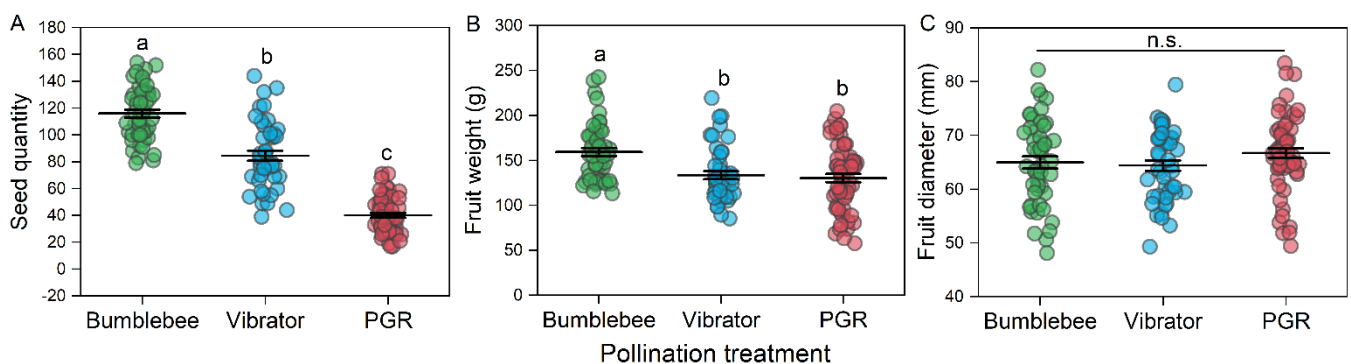 A
Seed quantity
180
160
140
120
100
80
60
40
20
0
-20
a
b
c
Bumblebee
Vibrator
PGR
B
Fruit weight (g)
300
250
200
150
100
50
0
a
b
b
Bumblebee
Vibrator
PGR
Pollination treatment
C
Fruit diameter (mm)
90
80
70
60
50
40
n.s.
Bumblebee
Vibrator
PGR